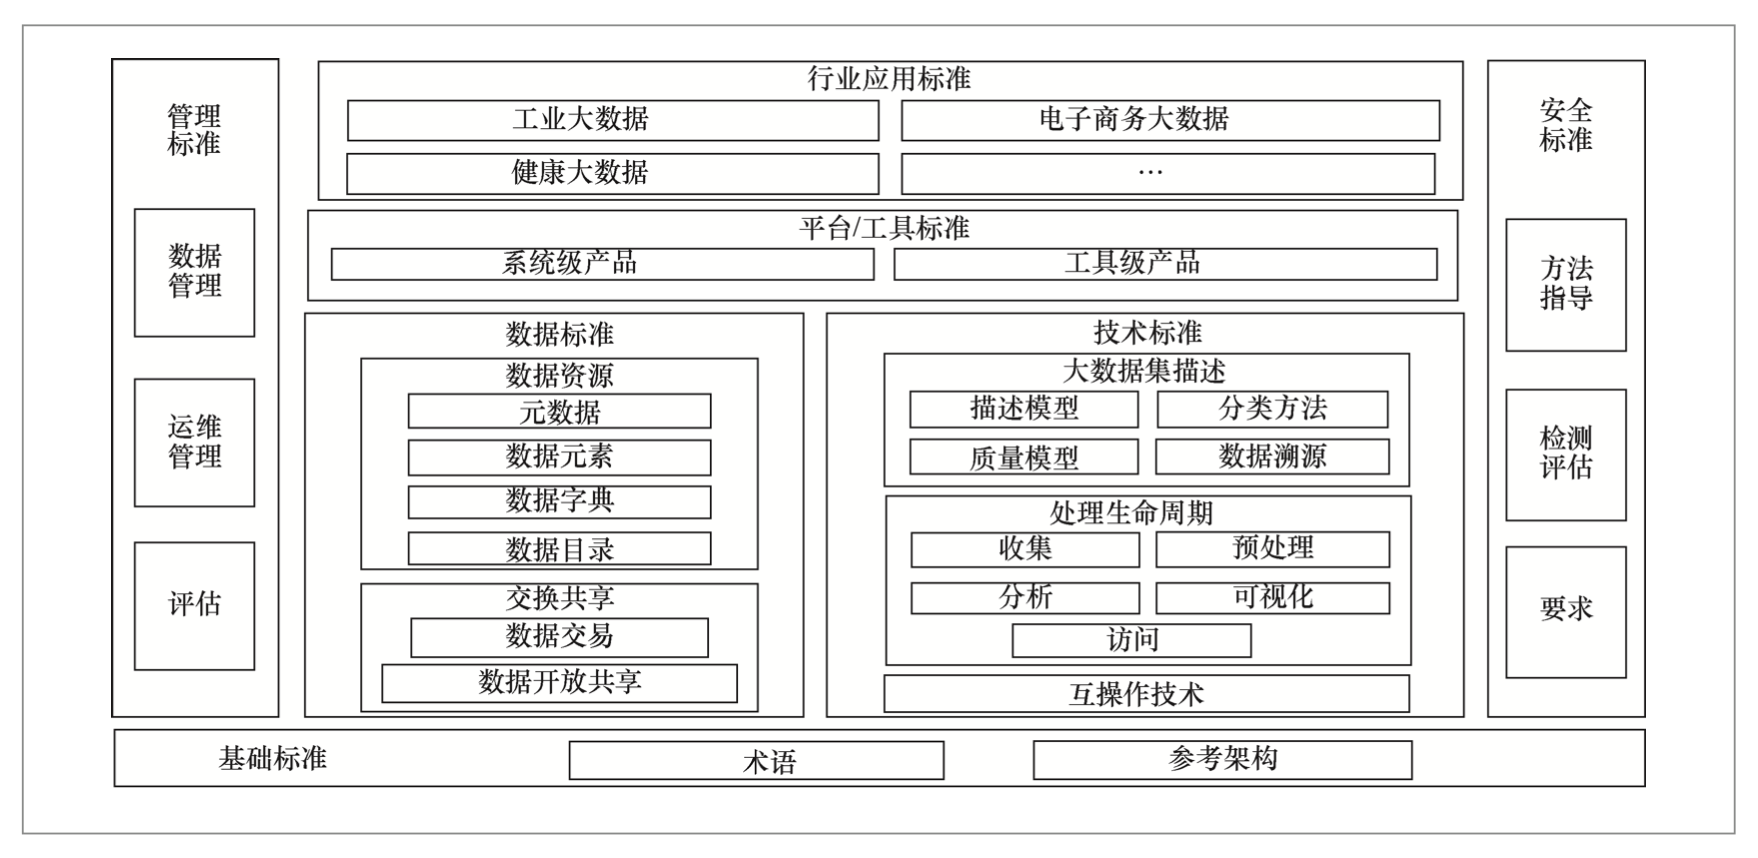 管理
标准
数据
管理
运维
管理
评估
行业应用标准
工业大数据
电子商务大数据
健康大数据
…
平台/工具标准
系统级产品
工具级产品
数据标准
数据资源
元数据
数据元素
数据字典
数据目录
交换共享
数据交易
数据开放共享
技术标准
大数据集描述
描述模型
分类方法
质量模型
数据溯源
处理生命周期
收集
预处理
分析
可视化
访问
互操作技术
安全
标准
方法
指导
检测
评估
要求
基础标准
术语
参考架构